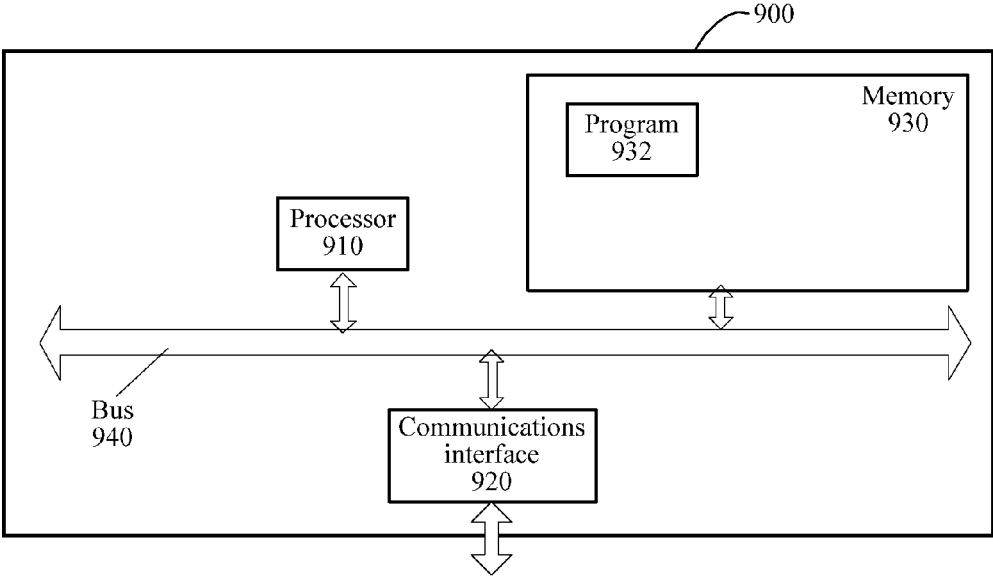 900
Memory
930
Program
932
Processor
910
Bus
940
Communications
interface
920